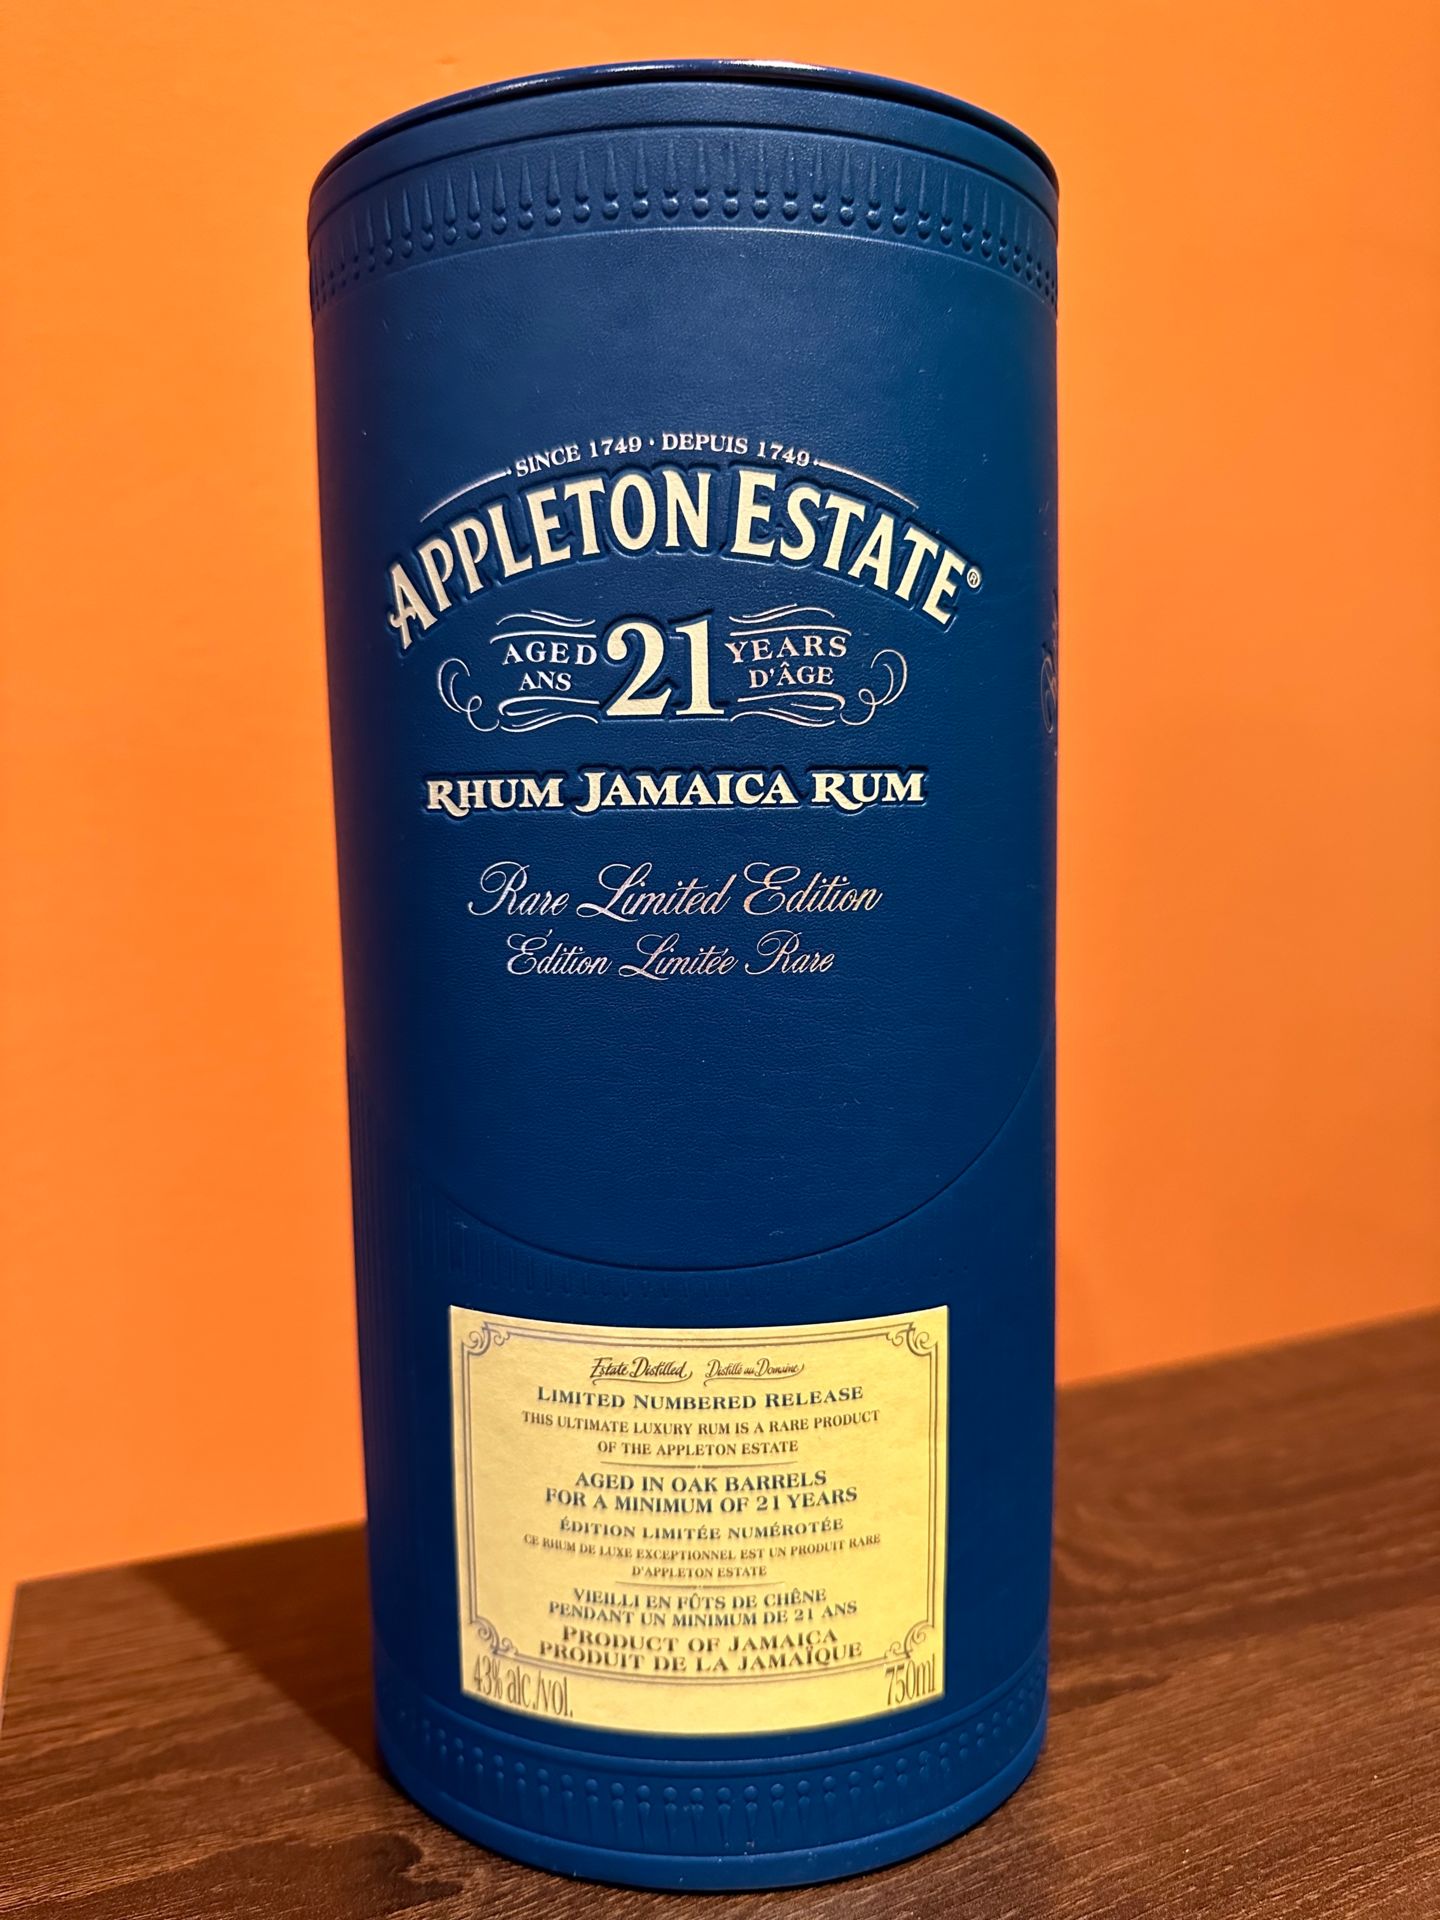 SINCE 1749 · DEPUIS 1749
APPLETON ESTATE®
AGED 21 YEARS
ANS D'ÂGE
RHUM JAMAICA RUM
Rare Limited Edition
Édition Limitée Rare
Estate Distilled Distillé au Domaine
LIMITED NUMBERED RELEASE
THIS ULTIMATE LUXURY RUM IS A RARE PRODUCT
OF THE APPLETON ESTATE
AGED IN OAK BARRELS
FOR A MINIMUM OF 21 YEARS
ÉDITION LIMITÉE NUMÉROTÉE
CE RHUM DE LUXE EXCEPTIONNEL EST UN PRODUIT RARE
D'APPLETON ESTATE
VIEILLI EN FÛTS DE CHÊNE
PENDANT UN MINIMUM DE 21 ANS
PRODUCT OF JAMAICA
PRODUIT DE LA JAMAÏQUE
43% alc./vol. 750ml